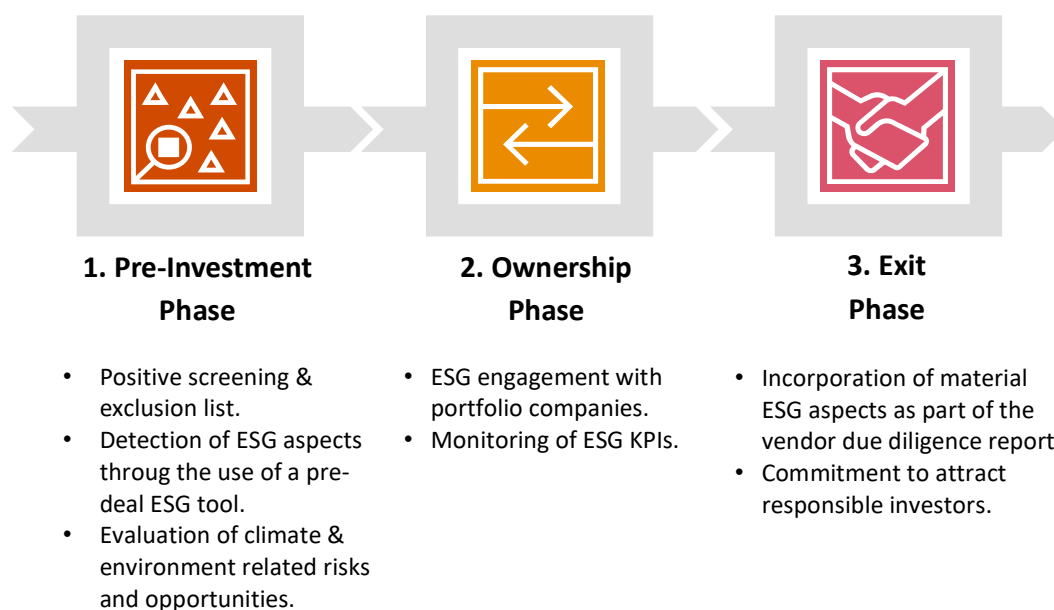 1. Pre-Investment
Phase
• Positive screening &
exclusion list.
• Detection of ESG aspects
throug the use of a pre-
deal ESG tool.
• Evaluation of climate &
environment related risks
and opportunities.
2. Ownership
Phase
• ESG engagement with
portfolio companies.
• Monitoring of ESG KPIs.
3. Exit
Phase
• Incorporation of material
ESG aspects as part of the
vendor due diligence report
• Commitment to attract
responsible investors.